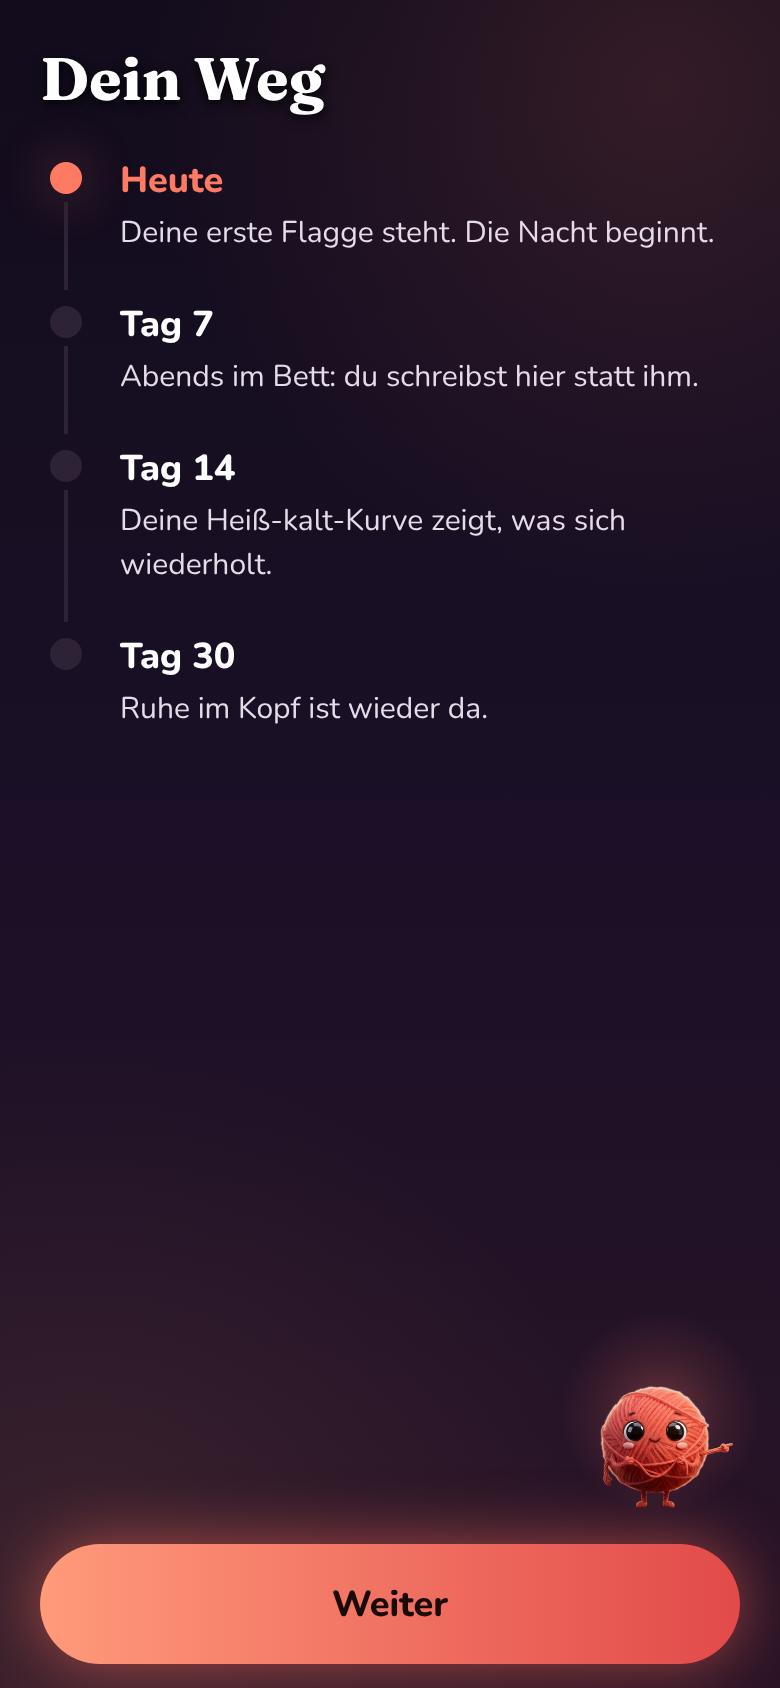 Dein Weg
Heute
Deine erste Flagge steht. Die Nacht beginnt.
Tag 7
Abends im Bett: du schreibst hier statt ihm.
Tag 14
Deine Heiß-kalt-Kurve zeigt, was sich
wiederholt.
Tag 30
Ruhe im Kopf ist wieder da.
Weiter